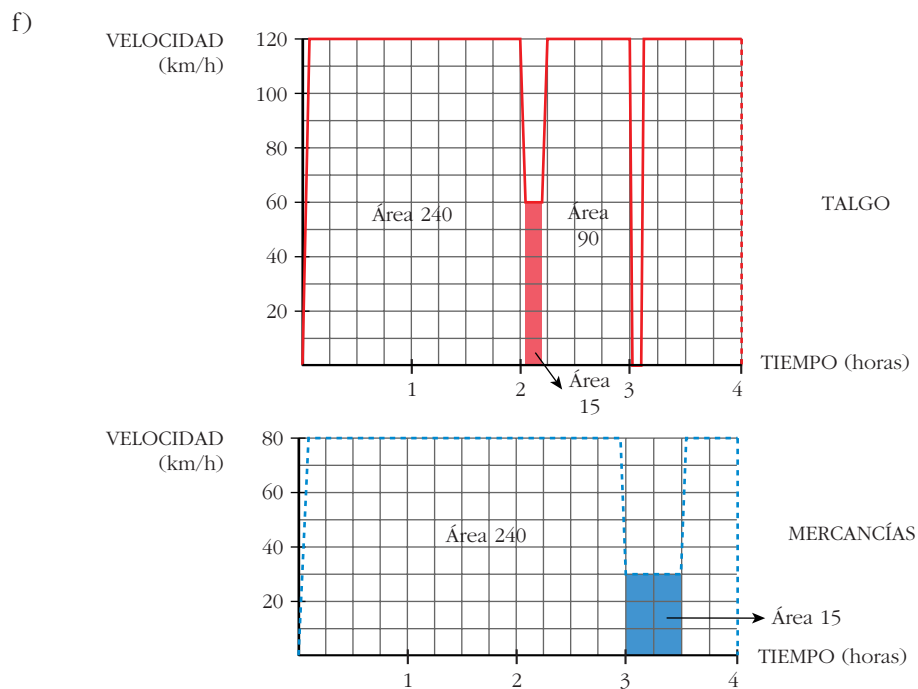 f)
VELOCIDAD
(km/h)
120
100
80
60
40
20
Área 240
Área
90
TALGO
1
2
3
4
TIEMPO (horas)
Área
15
VELOCIDAD
(km/h)
80
60
40
20
Área 240
MERCANCÍAS
Área 15
1
2
3
4
TIEMPO (horas)